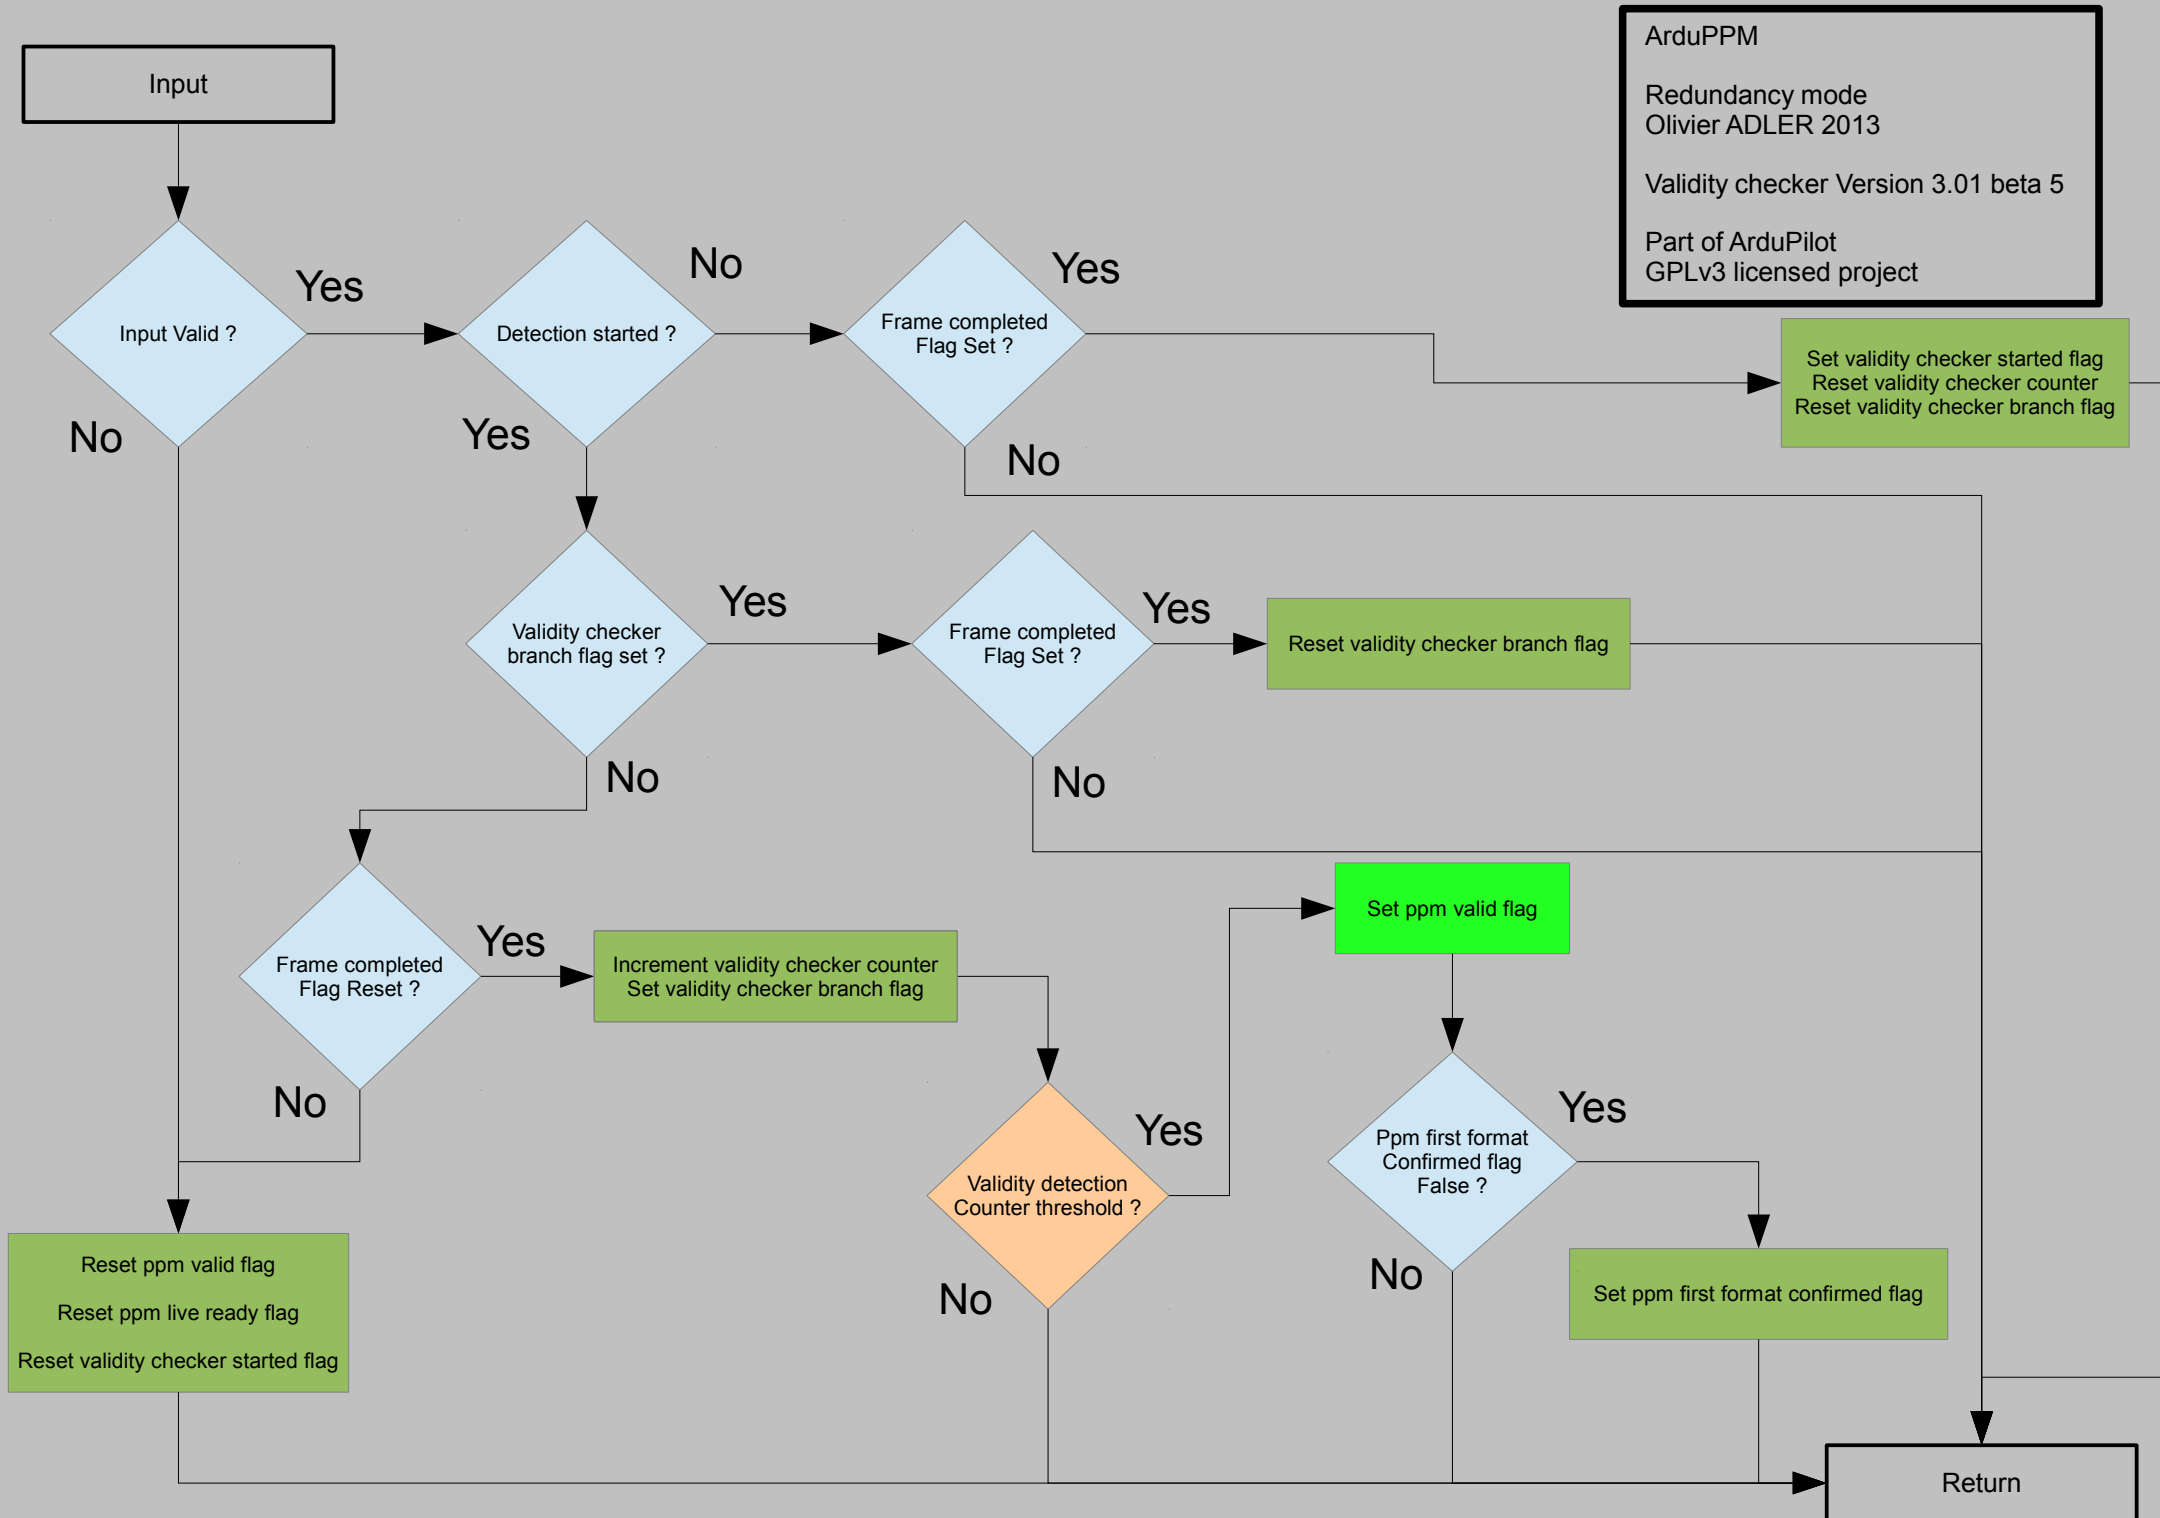 Input
ArduPPM
Redundancy mode
Olivier ADLER 2013
Validity checker Version 3.01 beta 5
Part of ArduPilot
GPLv3 licensed project
Input Valid ?
Yes
No
Detection started ?
No
Yes
Frame completed
Flag Set ?
Yes
No
Set validity checker started flag
Reset validity checker counter
Reset validity checker branch flag
Validity checker
branch flag set ?
Yes
No
Frame completed
Flag Set ?
Yes
No
Reset validity checker branch flag
Frame completed
Flag Reset ?
Yes
No
Increment validity checker counter
Set validity checker branch flag
Validity detection
Counter threshold ?
Yes
No
Set ppm valid flag
Ppm first format
Confirmed flag
False ?
Yes
No
Set ppm first format confirmed flag
Reset ppm valid flag
Reset ppm live ready flag
Reset validity checker started flag
Return